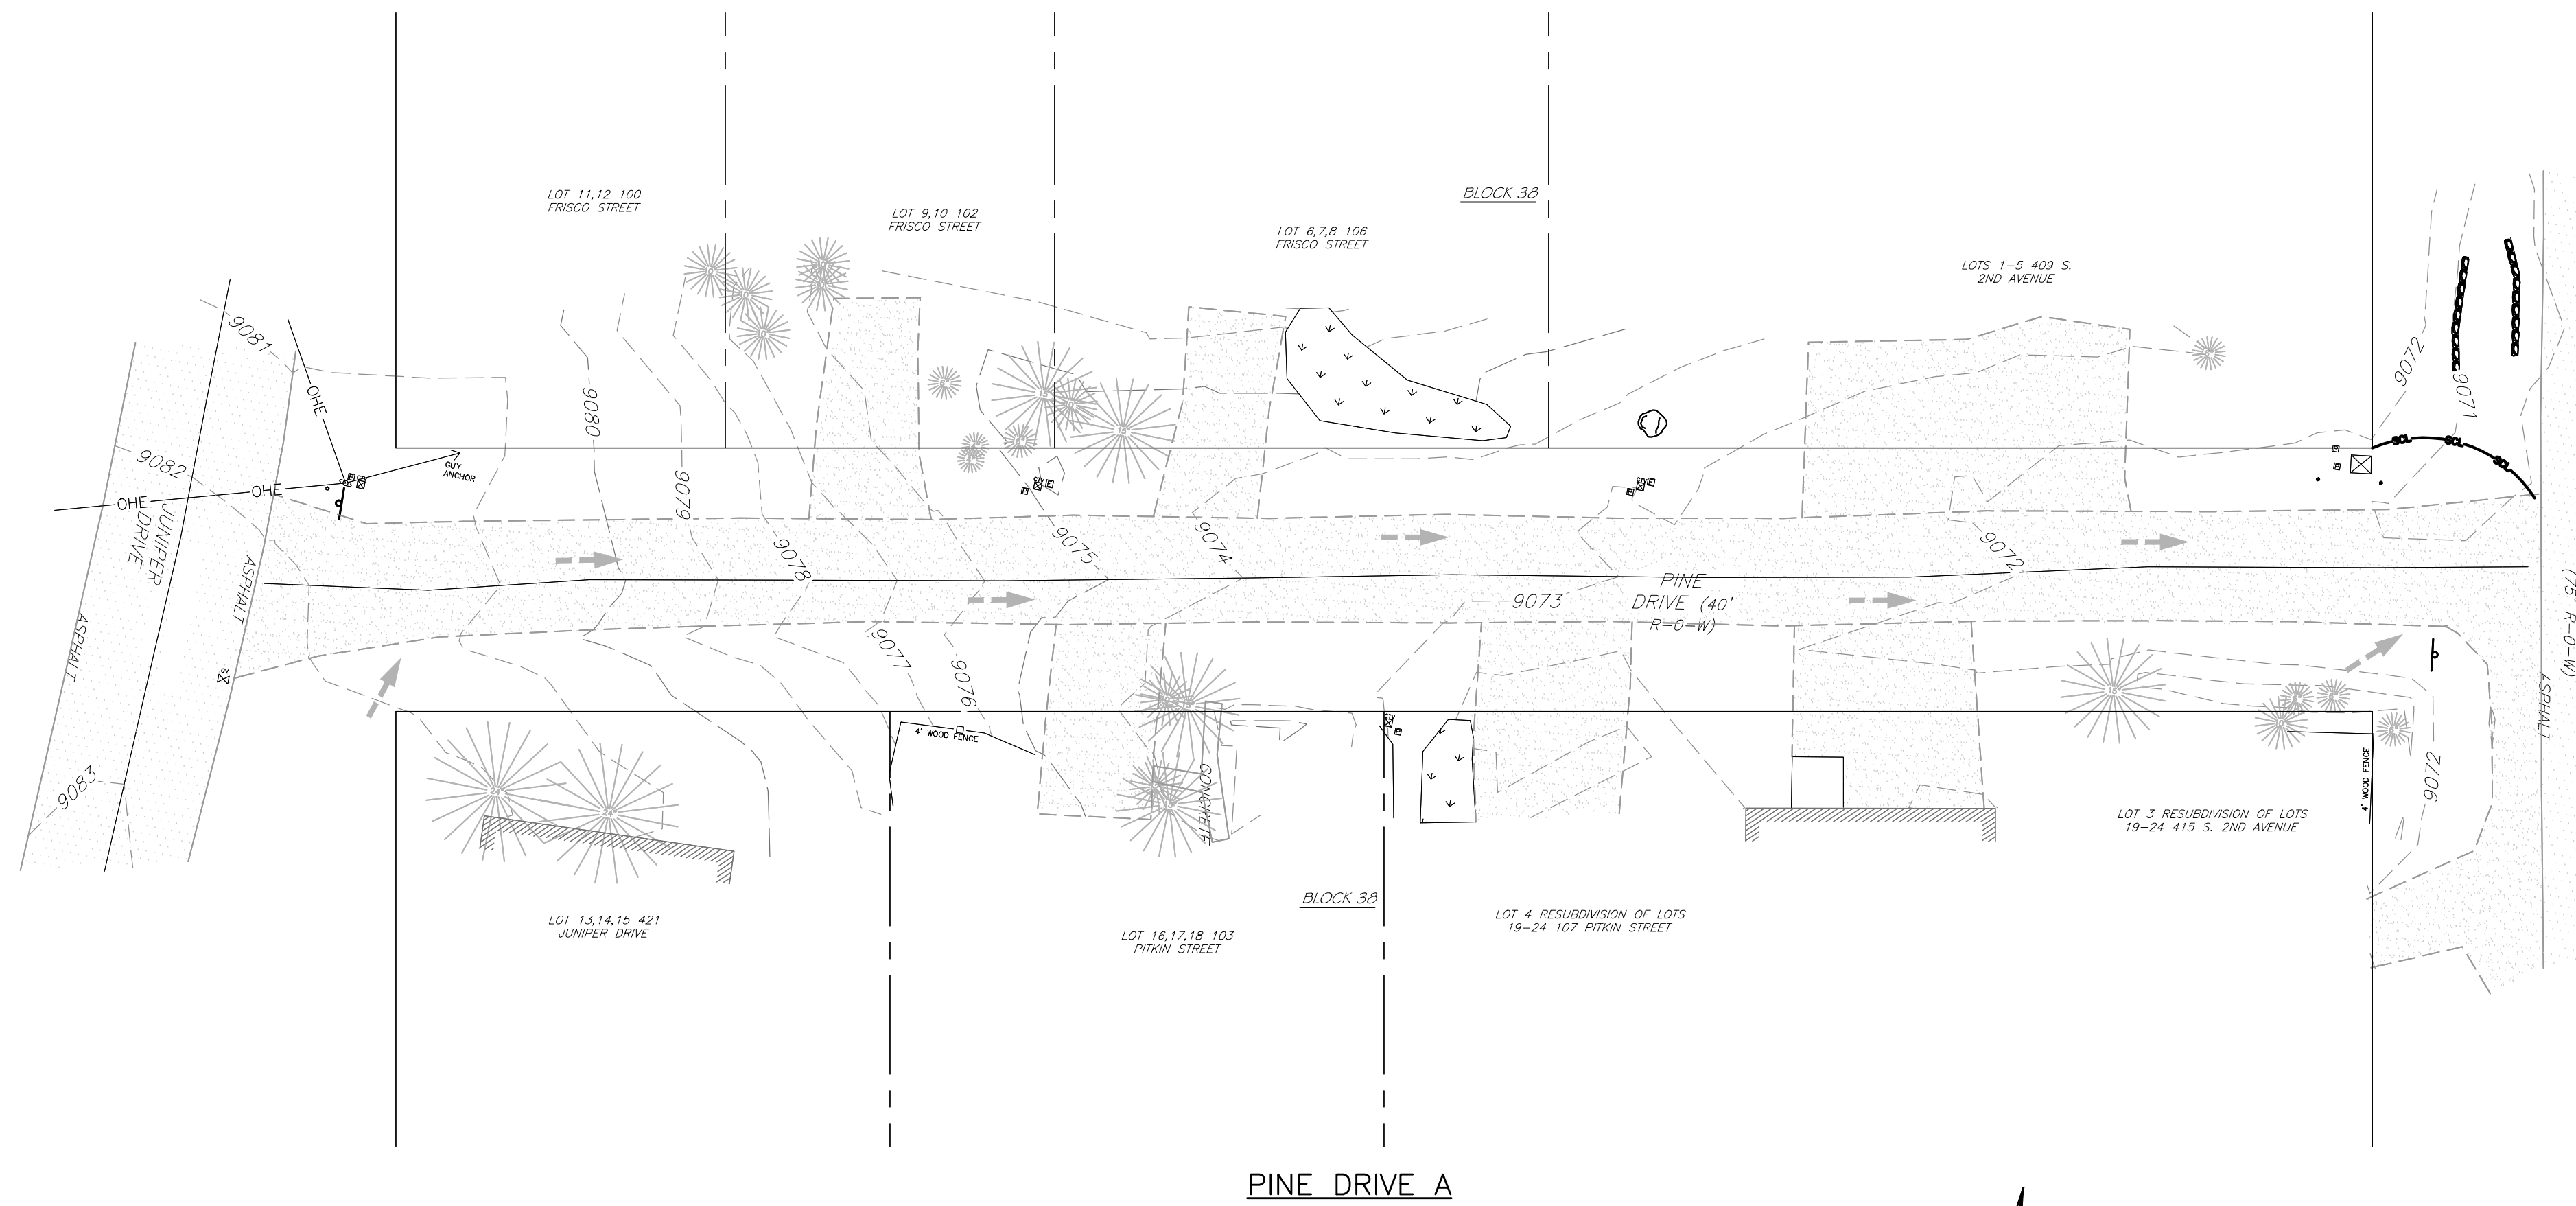 LOT 11,12 100
FRISCO STREET
LOT 9,10 102
FRISCO STREET
LOT 6,7,8 106
FRISCO STREET
BLOCK 38
LOTS 1-5 409 S.
2ND AVENUE
9081
9082
9083
OHE
OHE
OHE
GUY
ANCHOR
JUNIPER
DRIVE
ASPHALT
ASPHALT
9080
9079
9078
9077
9076
9075
9074
9073
9072
PINE
DRIVE (40'
R-O-W)
9072
9071
SCL
SCL
SCL
(75' R-O-W)
ASPHALT
9072
4' WOOD FENCE
4' WOOD FENCE
CONCRETE
24"
24"
LOT 13,14,15 421
JUNIPER DRIVE
LOT 16,17,18 103
PITKIN STREET
BLOCK 38
LOT 4 RESUBDIVISION OF LOTS
19-24 107 PITKIN STREET
LOT 3 RESUBDIVISION OF LOTS
19-24 415 S. 2ND AVENUE
PINE DRIVE A